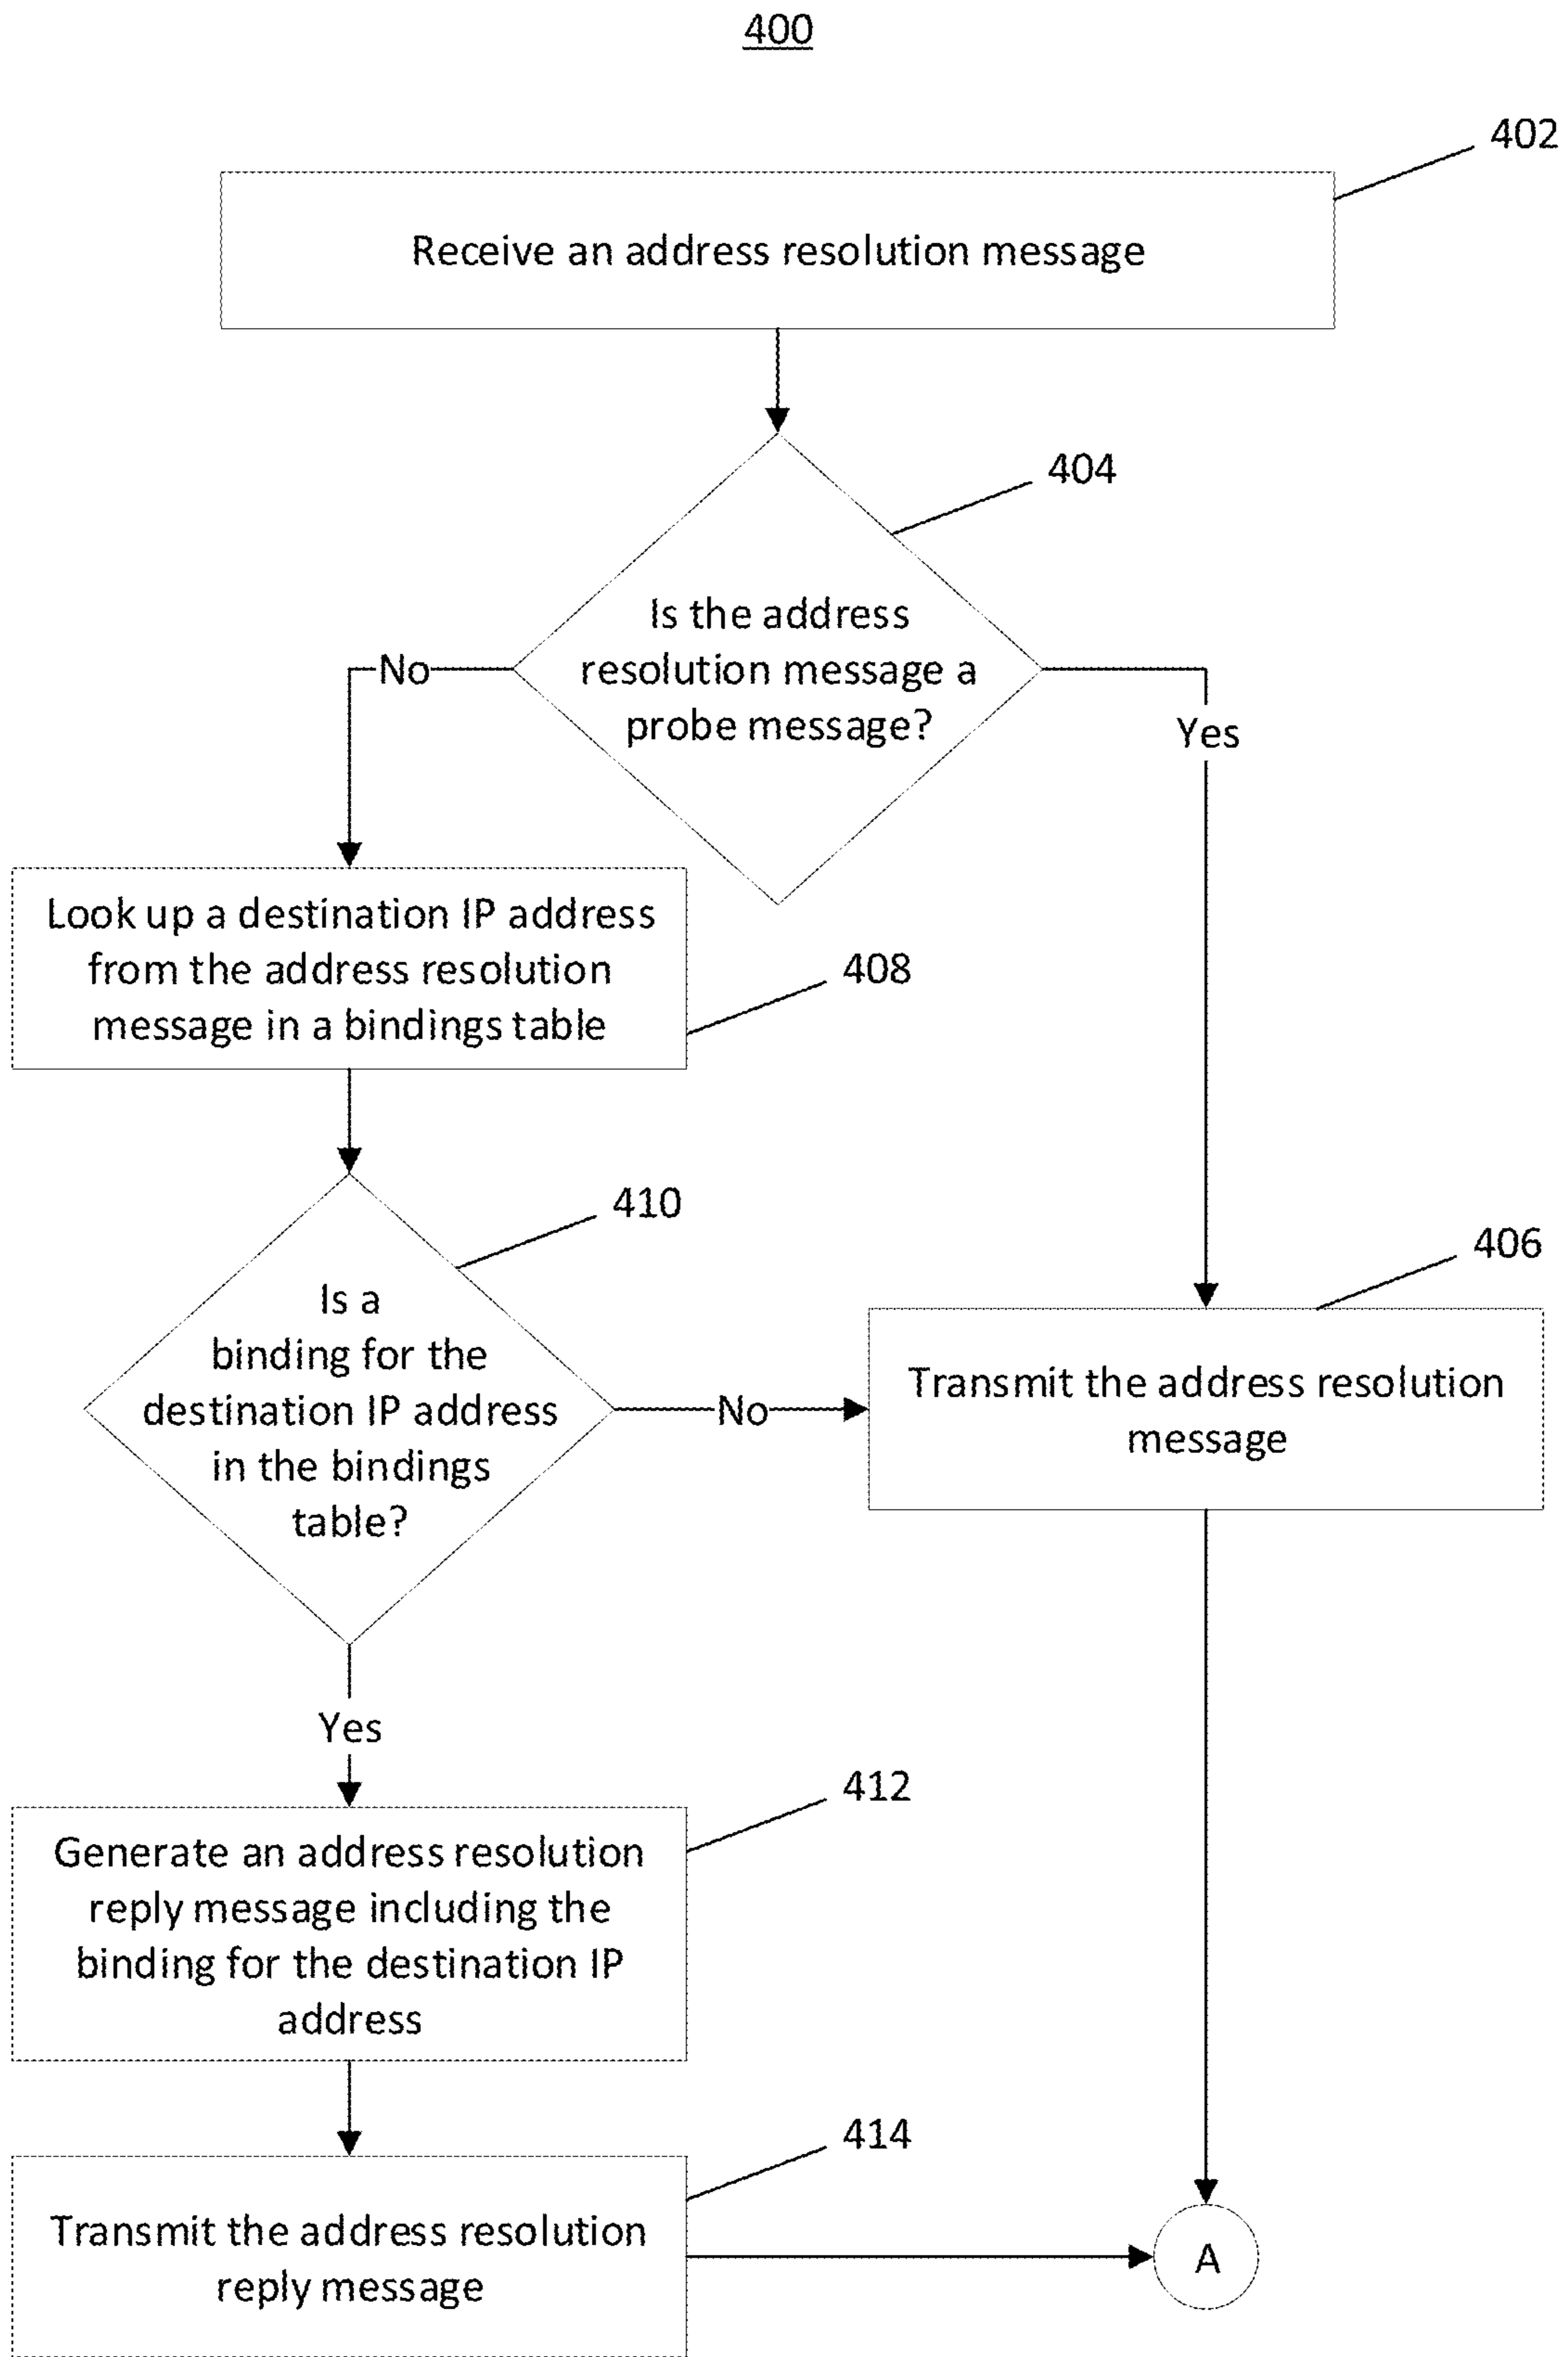 400
402
Receive an address resolution message
404
Is the address
resolution message a
probe message?
No
Yes
Look up a destination IP address
from the address resolution
message in a bindings table
408
410
Is a
binding for the
destination IP address
in the bindings
table?
No
406
Transmit the address resolution
message
Yes
412
Generate an address resolution
reply message including the
binding for the destination IP
address
414
Transmit the address resolution
reply message
A